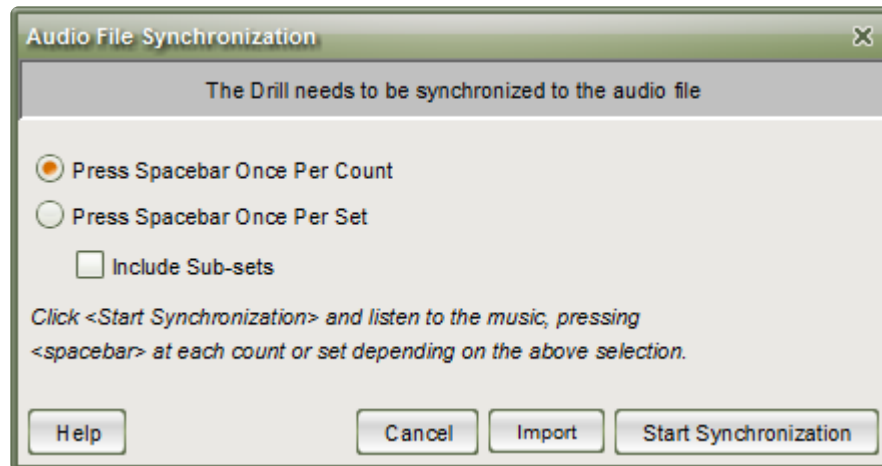 Audio File Synchronization
The Drill needs to be synchronized to the audio file
Press Spacebar Once Per Count
Press Spacebar Once Per Set
Include Sub-sets
Click <Start Synchronization> and listen to the music, pressing
<spacebar> at each count or set depending on the above selection.
Help Cancel Import Start Synchronization